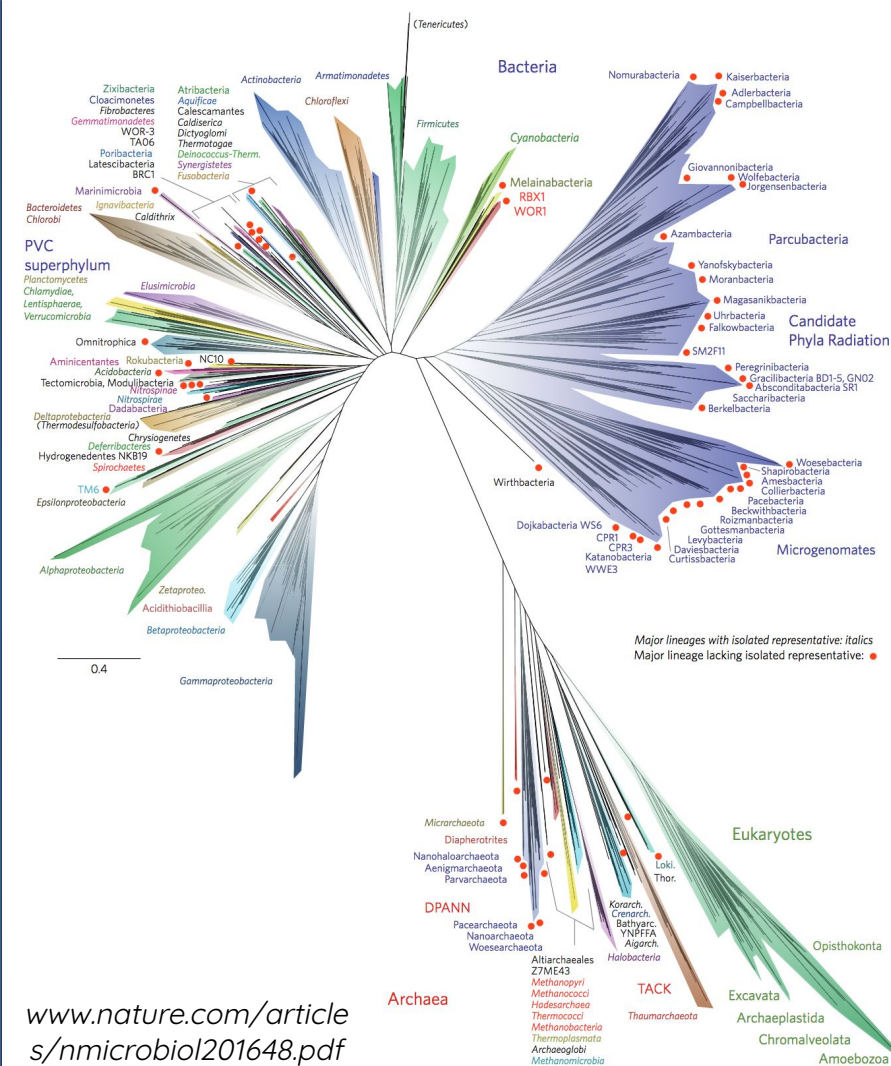 (Tenericutes)
Bacteria
Actinobacteria
Armatimonadetes
Chloroflexi
Firmicutes
Cyanobacteria
Melainabacteria
RBX1
WOR1
Zixibacteria
Cloacimonetes
Fibrobacteres
Gemmatimonadetes
WOR-3
TA06
Poribacteria
Latescibacteria
BRC1
Atribacteria
Aquificae
Calescamantes
Caldiserica
Dictyoglomi
Thermotogae
Deinococcus-Therm.
Synergistetes
Fusobacteria
Marinimicrobia
Ignavibacteria
Bacteroidetes
Chlorobi
Caldithrix
PVC
superphylum
Planctomycetes
Chlamydiae,
Lentisphaerae,
Verrucomicrobia
Elusimicrobia
Omnitrophica
Aminicentantes
Rokubacteria
NC10
Acidobacteria
Tectomicrobia, Modulibacteria
Nitrospinae
Nitrospirae
Dadabacteria
Deltaprotebacteria
(Thermodesulfobacteria)
Chrysiogenetes
Deferribacteres
Hydrogenedentes NKB19
Spirochaetes
TM6
Epsilonproteobacteria
Alphaproteobacteria
Zetaproteo.
Acidithiobacillia
Betaproteobacteria
Gammaproteobacteria
0.4
Nomurabacteria
Kaiserbacteria
Adlerbacteria
Campbellbacteria
Giovannonibacteria
Wolfebacteria
Jorgensenbacteria
Azambacteria
Parcubacteria
Yanofskybacteria
Moranbacteria
Magasanikbacteria
Uhrbacteria
Falkowbacteria
Candidate
Phyla Radiation
SM2F11
Peregrinibacteria
Gracilibacteria BD1-5, GN02
Absconditabacteria SR1
Saccharibacteria
Berkelbacteria
Wirthbacteria
Woesebacteria
Shapirobacteria
Amesbacteria
Collierbacteria
Pacebacteria
Beckwithbacteria
Roizmanbacteria
Gottesmanbacteria
Levybacteria
Daviesbacteria
Curtissbacteria
Microgenomates
Dojkabacteria WS6
CPR1
CPR3
Katanobacteria
WWE3
Major lineages with isolated representative: italics
Major lineage lacking isolated representative:
Micrarchaeota
Diapherotrites
Nanohaloarchaeota
Aenigmarchaeota
Parvarchaeota
DPANN
Pacearchaeota
Nanoarchaeota
Woesearchaeota
Archaea
Altiarchaeales
Z7ME43
Methanopyri
Methanococci
Hadesarchaea
Thermococci
Methanobacteria
Thermoplasmata
Archaeoglobi
Methanomicrobia
Halobacteria
Korarch.
Crenarch.
Bathyarc.
YNPFFA
Aigarch.
TACK
Thaumarchaeota
Loki.
Thor.
Eukaryotes
Opisthokonta
Excavata
Archaeplastida
Chromalveolata
Amoebozoa
www.nature.com/article
s/nmicrobiol201648.pdf